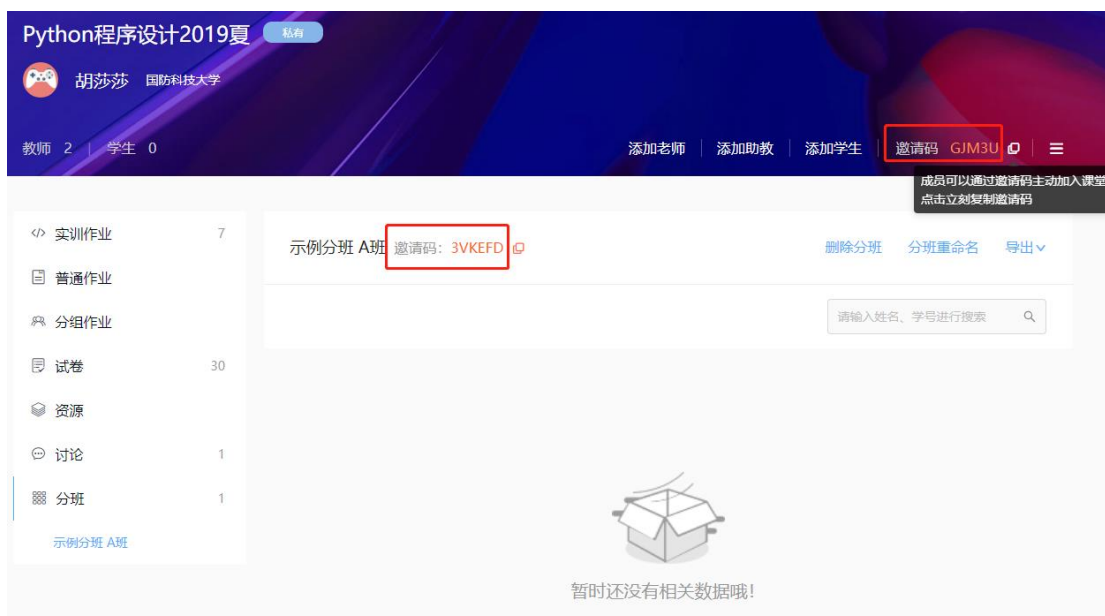 Python程序设计2019夏 私有
胡莎莎 国防科技大学
教师 2 | 学生 0
添加老师 | 添加助教 | 添加学生 | 邀请码 GJM3U
成员可以通过邀请码主动加入课堂
点击立刻复制邀请码
实训作业 7
普通作业
分组作业
试卷 30
资源
讨论 1
分班 1
示例分班 A班
示例分班 A班 邀请码：3VKEFD
删除分班 分班重命名 导出
请输入姓名、学号进行搜索
暂时还没有相关数据哦!